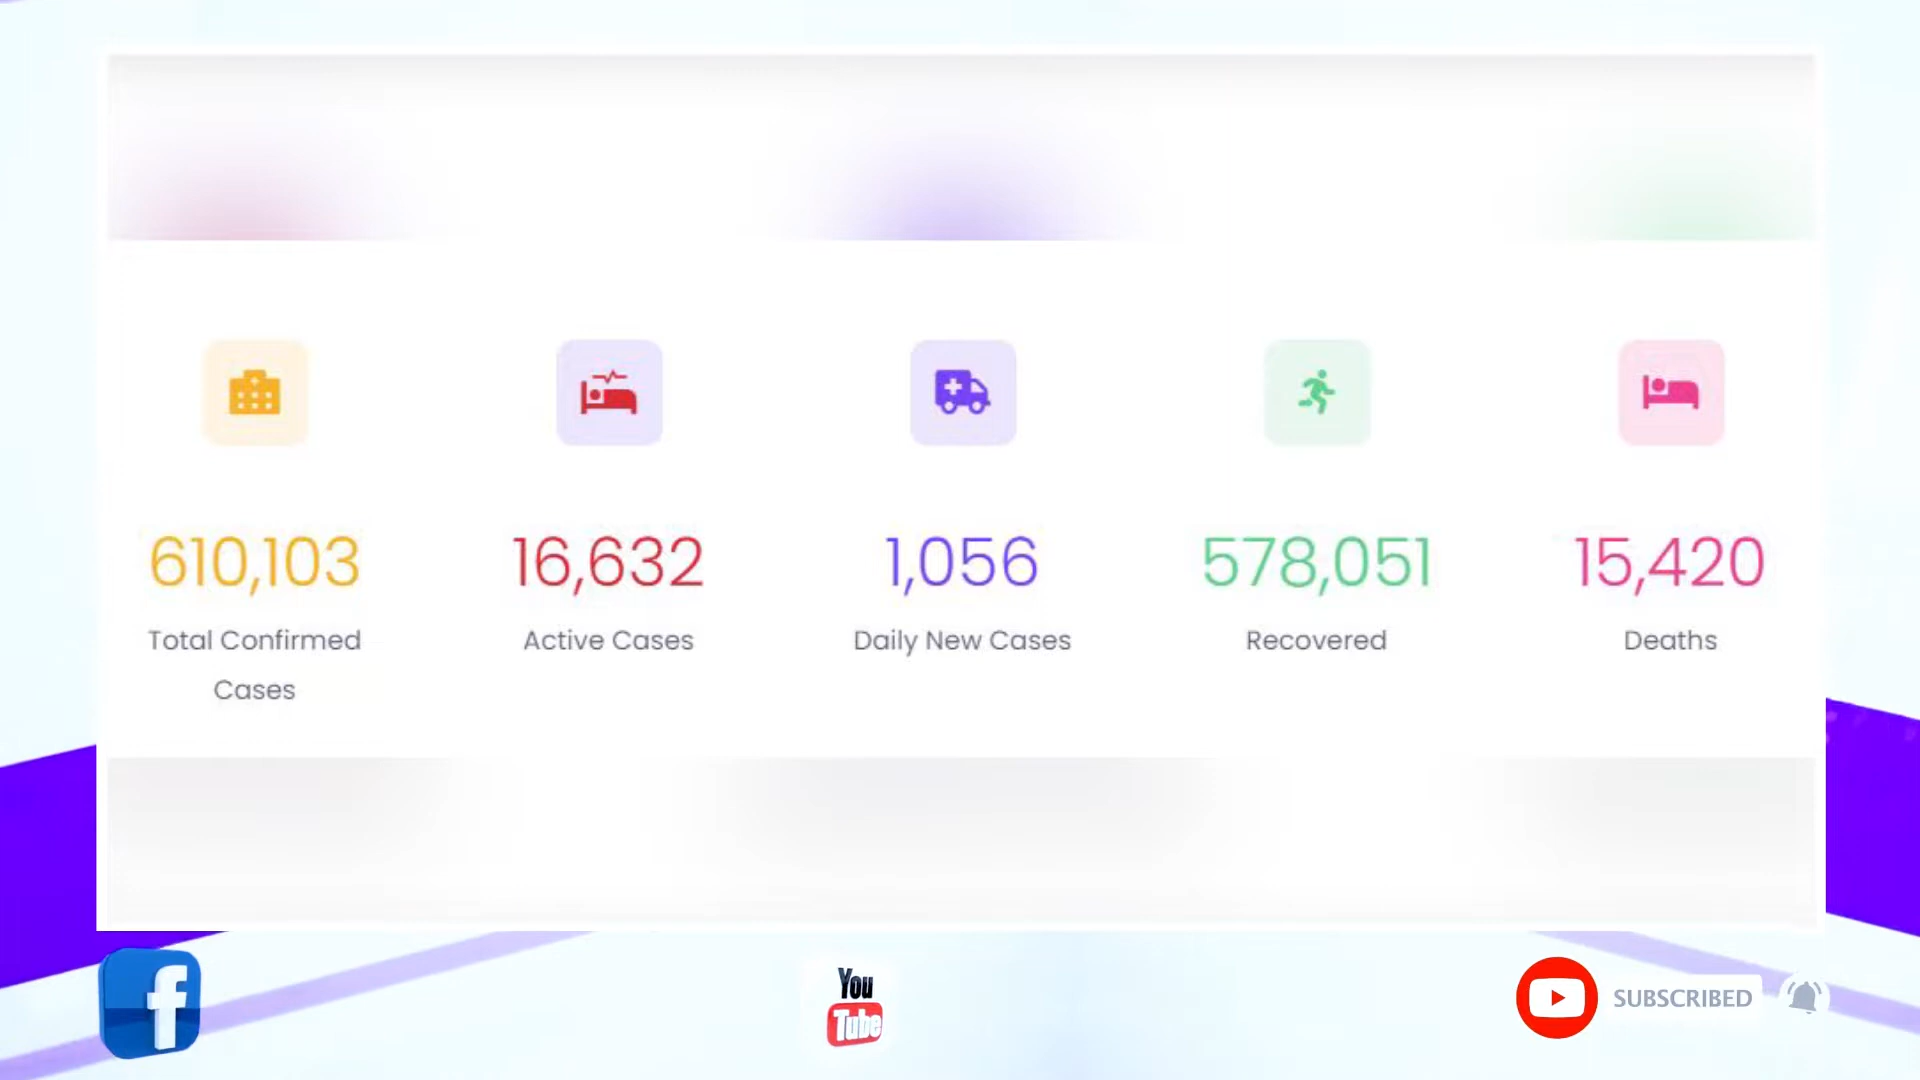 610,103
Total Confirmed
Cases
16,632
Active Cases
1,056
Daily New Cases
578,051
Recovered
15,420
Deaths
f
You
Tube
SUBSCRIBED